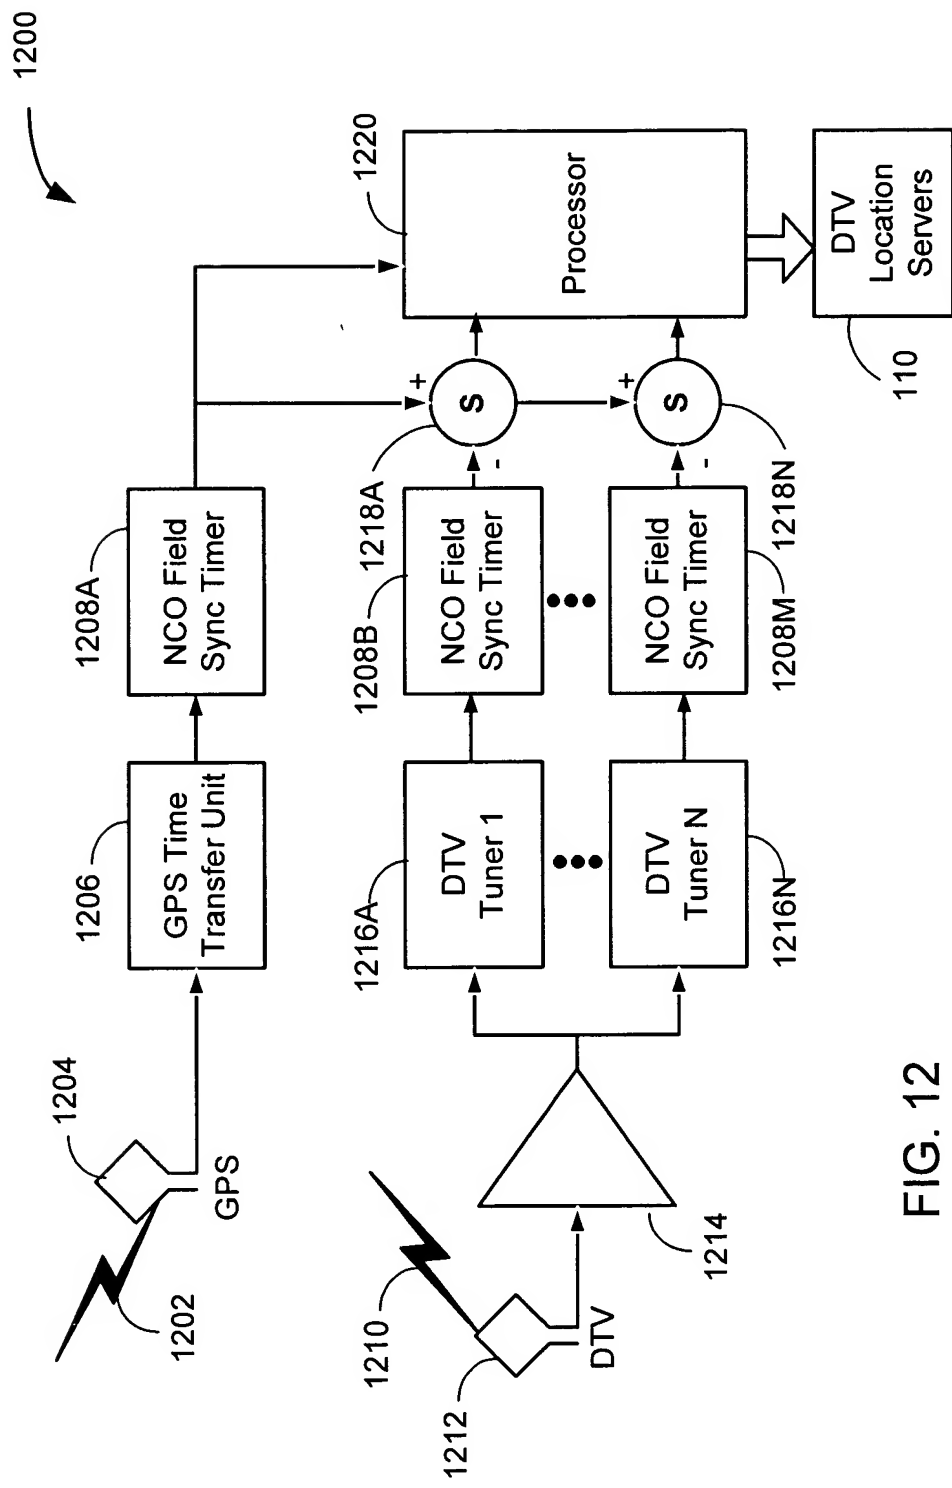 1200
1202
1204
GPS
1206
GPS Time
Transfer Unit
1208A
NCO Field
Sync Timer
1210
1212
DTV
1214
1216A
DTV
Tuner 1
1208B
NCO Field
Sync Timer
1218A
+
S
-
1216N
DTV
Tuner N
1208M
NCO Field
Sync Timer
1218N
+
S
-
1220
Processor
110
DTV
Location
Servers
FIG. 12